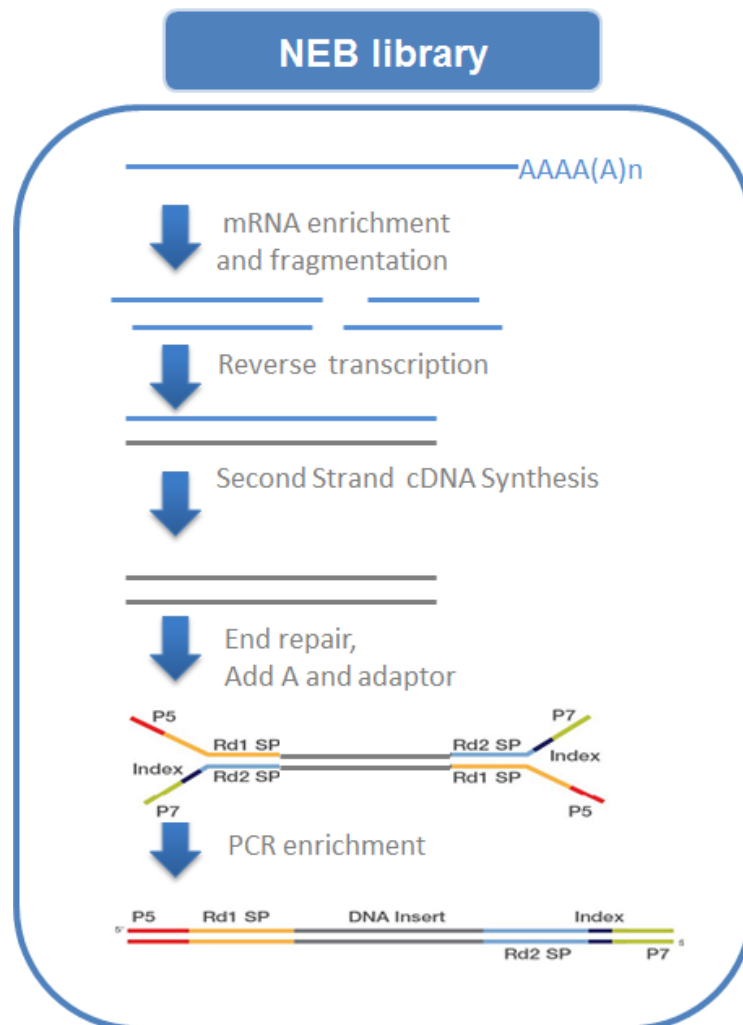 NEB library
AAAA(A)n
mRNA enrichment
and fragmentation
Reverse transcription
Second Strand cDNA Synthesis
End repair,
Add A and adaptor
P5
P7
Rd1 SP
Rd2 SP
Index
Index
Rd2 SP
Rd1 SP
P7
P5
PCR enrichment
P5
Rd1 SP
DNA Insert
Index
5'
5
Rd2 SP
P7